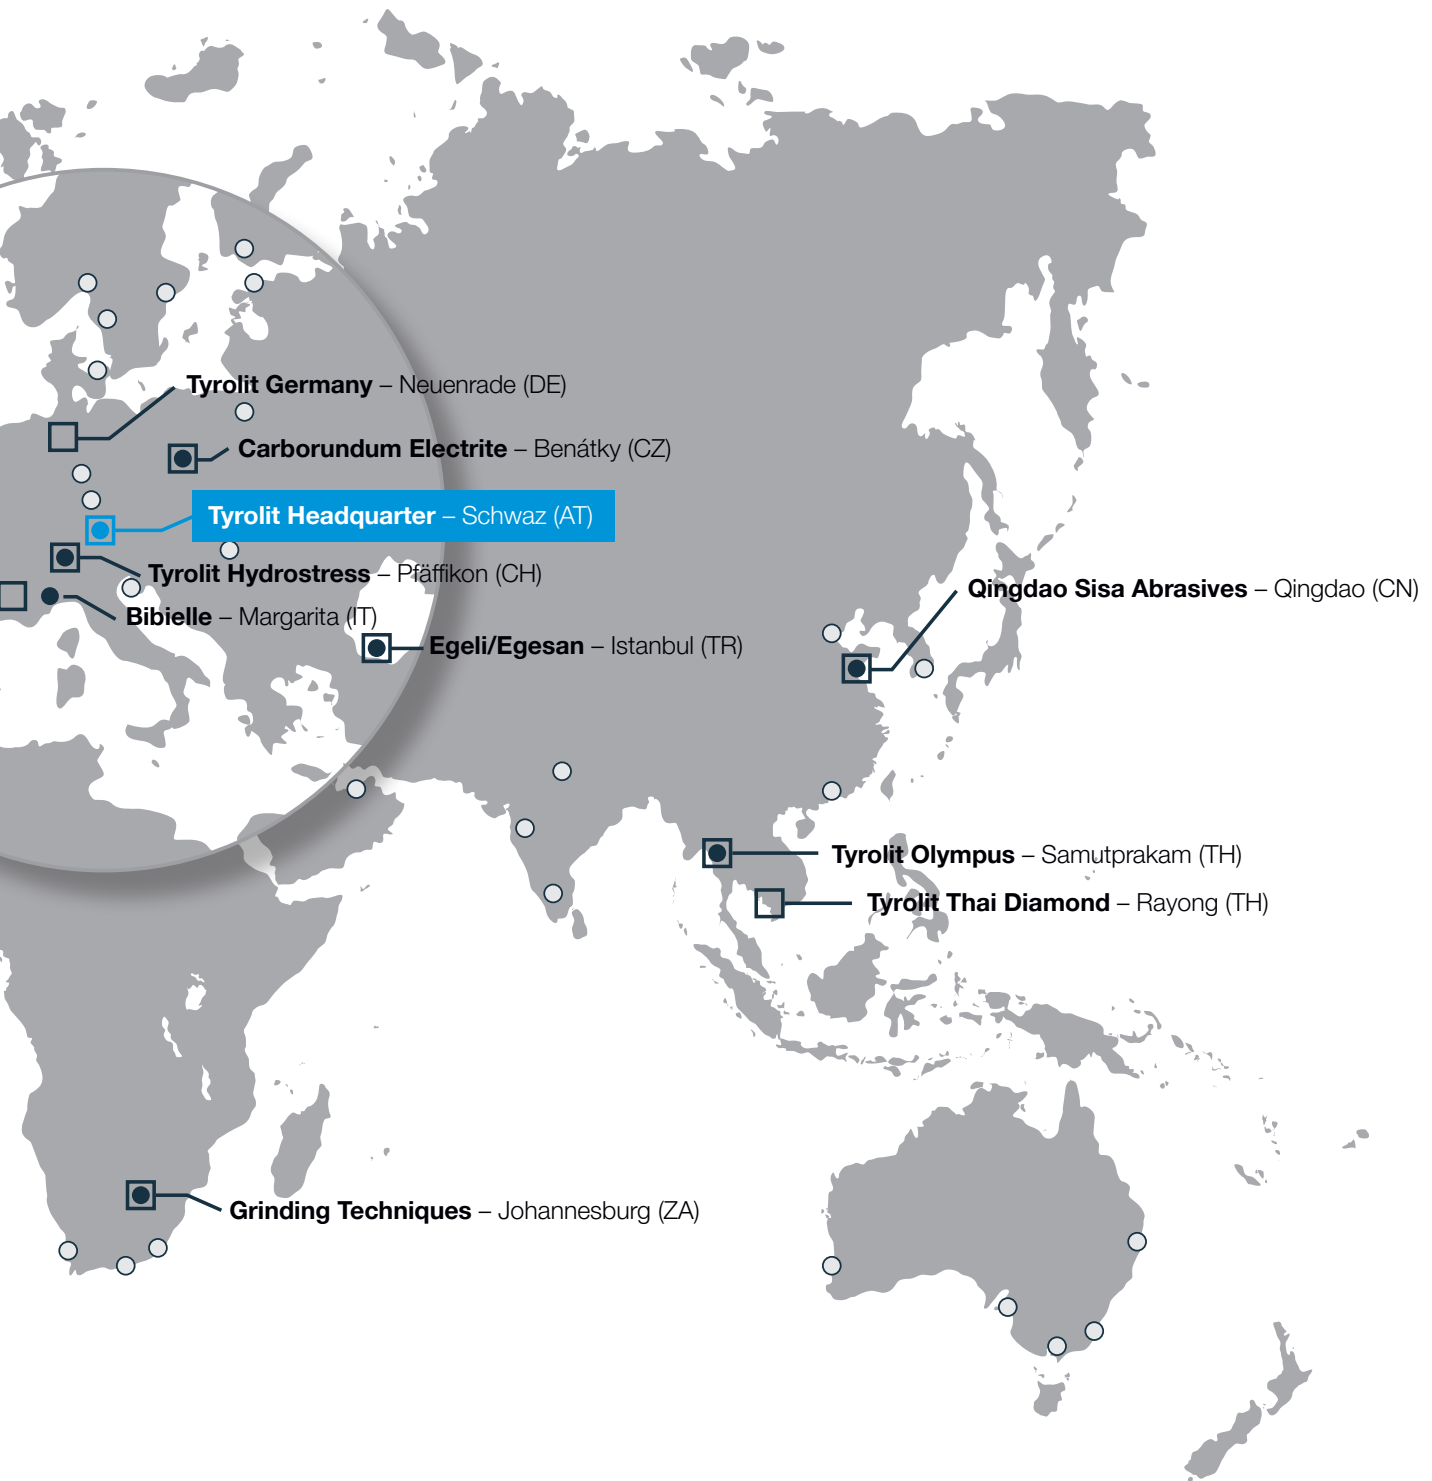 Tyrolit Germany – Neuenrade (DE)
Carborundum Electrite – Benátky (CZ)
Tyrolit Headquarter – Schwaz (AT)
Tyrolit Hydrostress – Pfäffikon (CH)
Qingdao Sisa Abrasives – Qingdao (CN)
Bibielle – Margarita (IT)
Egeli/Egesan – Istanbul (TR)
Tyrolit Olympus – Samutprakarn (TH)
Tyrolit Thai Diamond – Rayong (TH)
Grinding Techniques – Johannesburg (ZA)